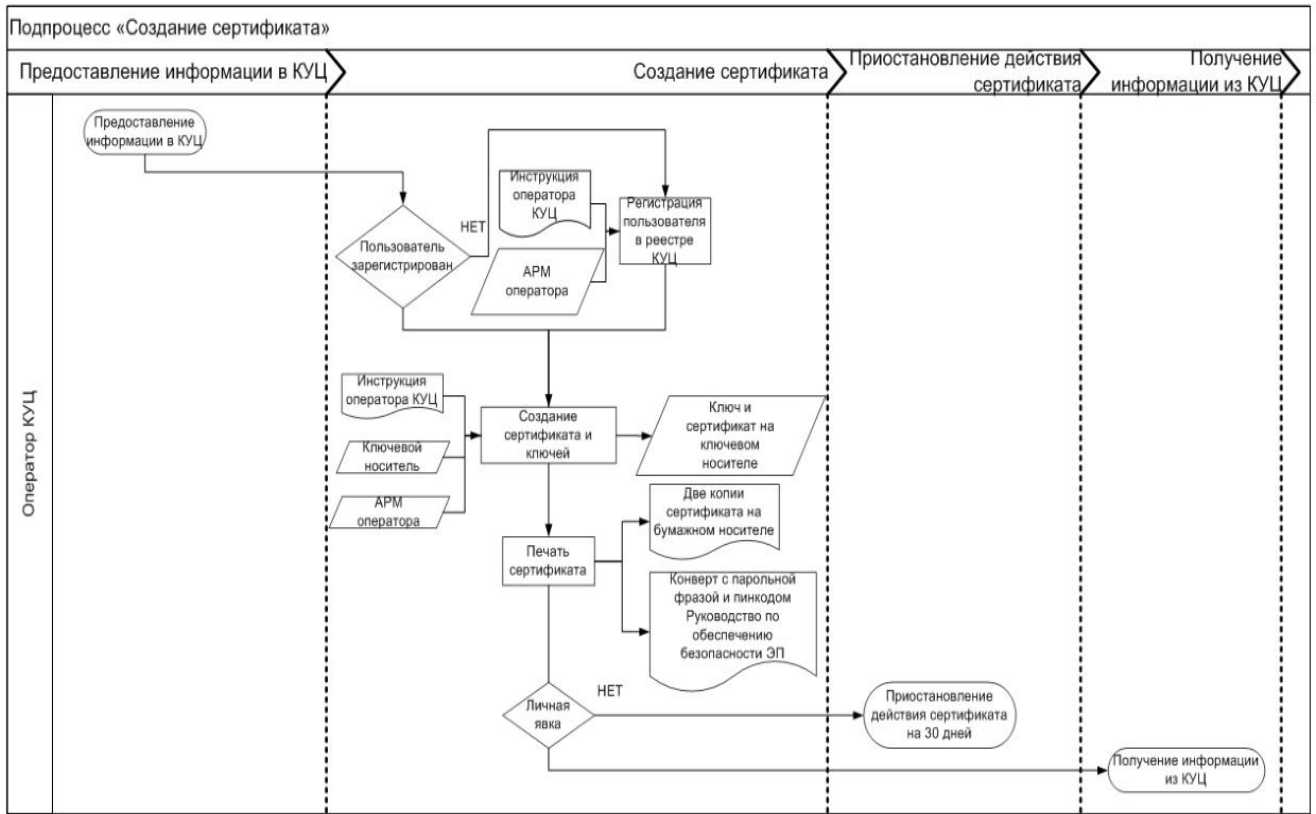 Подпроцесс «Создание сертификата»
Предоставление информации в КУЦ
Создание сертификата
Приостановление действия
сертификата
Получение
информации из КУЦ
Оператор КУЦ
Предоставление
информации в КУЦ
Пользователь
зарегистрирован
НЕТ
Инструкция
оператора
КУЦ
АРМ
оператора
Регистрация
пользователя
в реестре
КУЦ
Инструкция
оператора КУЦ
Ключевой
носитель
АРМ
оператора
Создание
сертификата и
ключей
Ключ и
сертификат на
ключевом
носителе
Печать
сертификата
Две копии
сертификата на
бумажном носителе
Конверт с парольной
фразой и пинкодом
Руководство по
обеспечению
безопасности ЭП
Личная
явка
НЕТ
Приостановление
действия сертификата
на 30 дней
Получение информации
из КУЦ